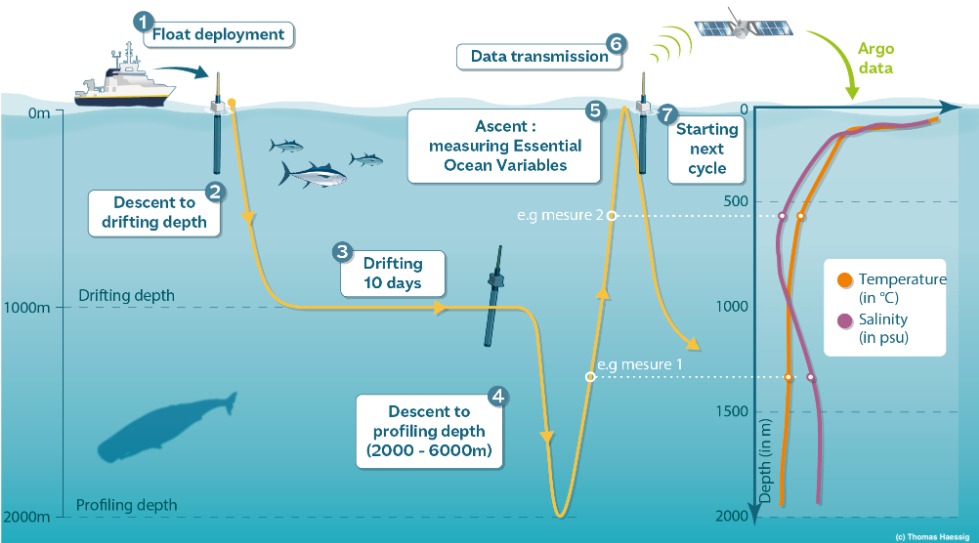 1
Float deployment
0m
2
Descent to
drifting depth
3
Drifting
10 days
Drifting depth
1000m
4
Descent to
profiling depth
(2000 - 6000m)
Profiling depth
2000m
5
Ascent :
measuring Essential
Ocean Variables
e.g mesure 2
e.g mesure 1
6
Data transmission
7
Starting
next
cycle
Argo
data
0
500
1000
1500
2000
Depth (in m)
Temperature
(in °C)
Salinity
(in psu)
(c) Thomas Haessig